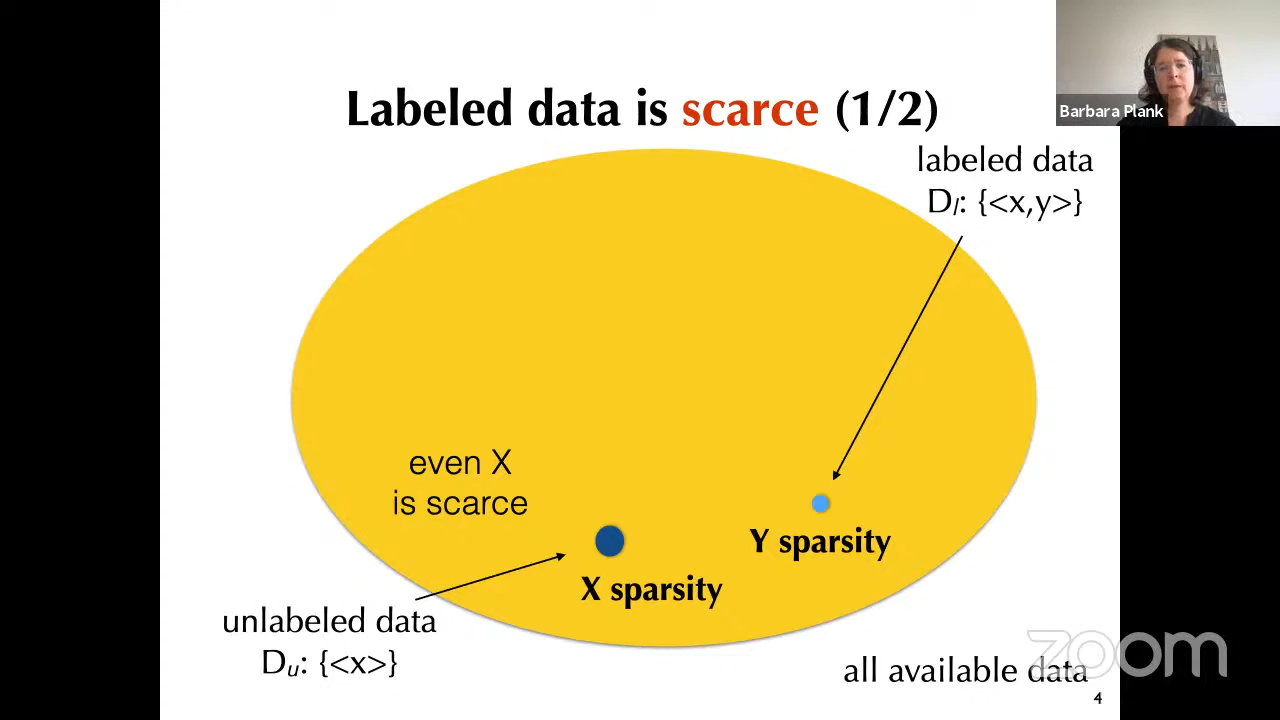 Labeled data is scarce (1/2)
Barbara Plank
labeled data
Dl: {<x,y>}
even X
is scarce
Y sparsity
X sparsity
unlabeled data
Du: {<x>}
zoom
all available data
4